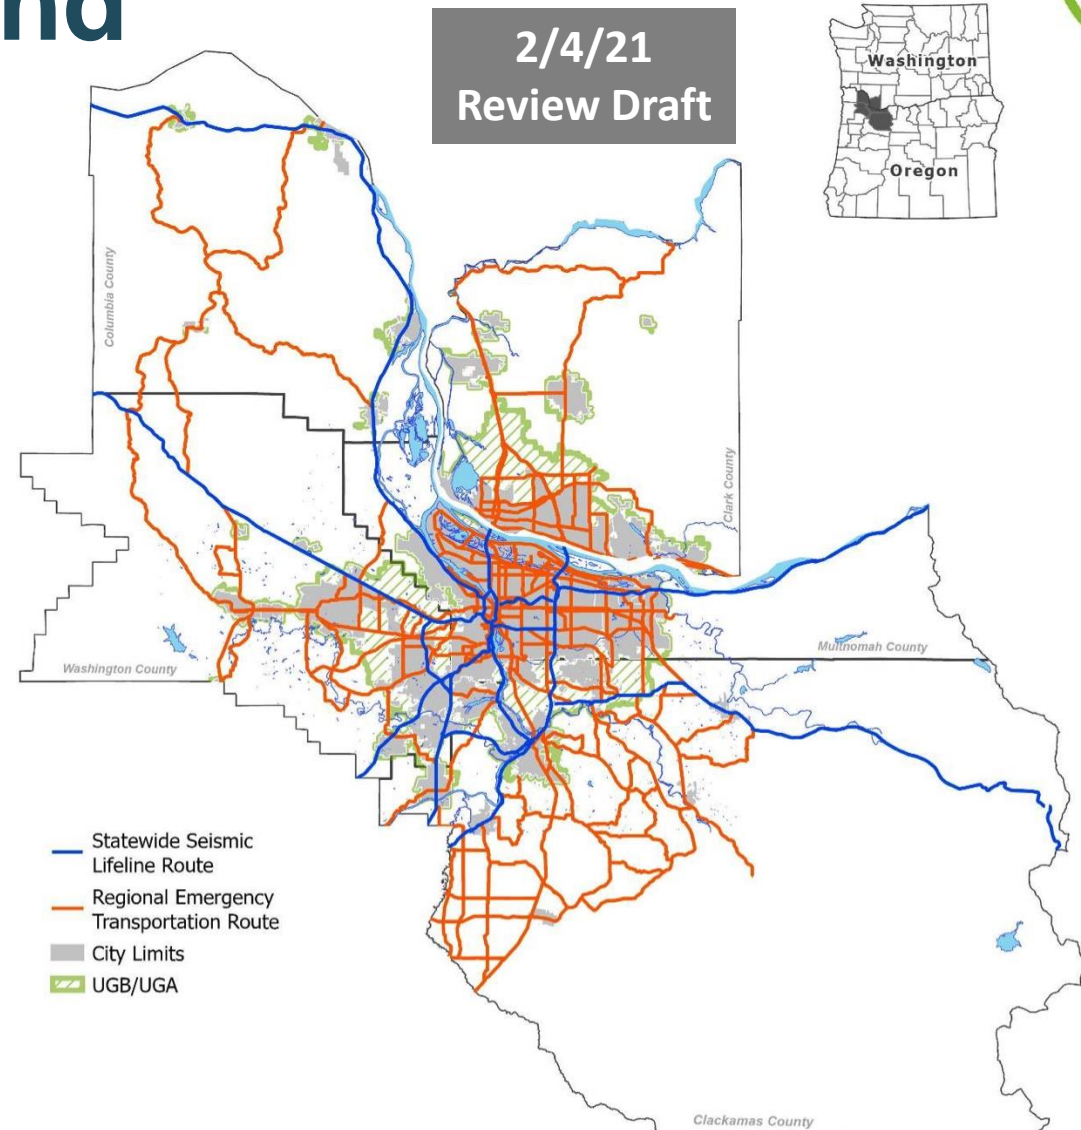 nd
2/4/21
Review Draft
Washington
Oregon
Columbia County
Clark County
Washington County
Multnomah County
Statewide Seismic
Lifeline Route
Regional Emergency
Transportation Route
City Limits
UGB/UGA
Clackamas County